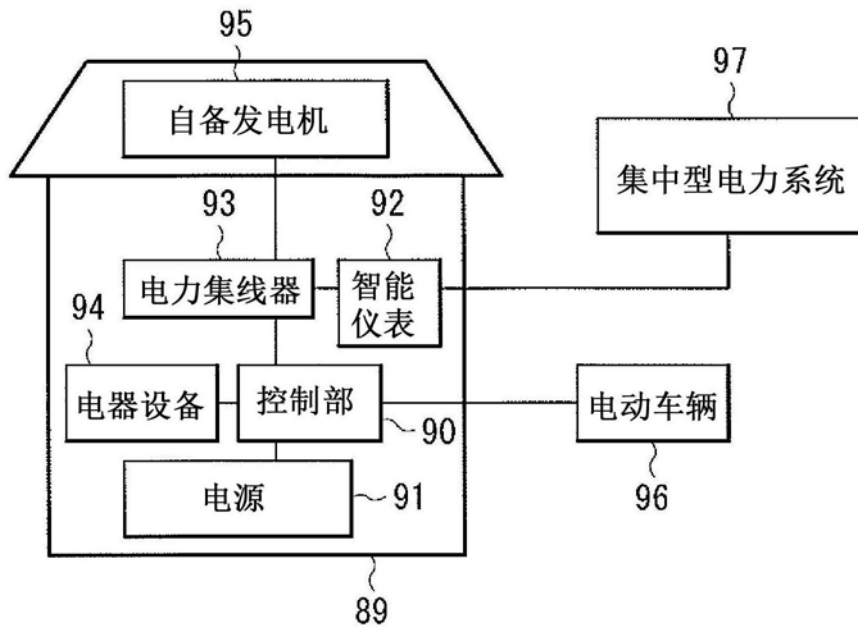 95
自备发电机
97
集中型电力系统
93
92
电力集线器
智能
仪表
94
电器设备
控制部
90
电动车辆
96
电源
91
89